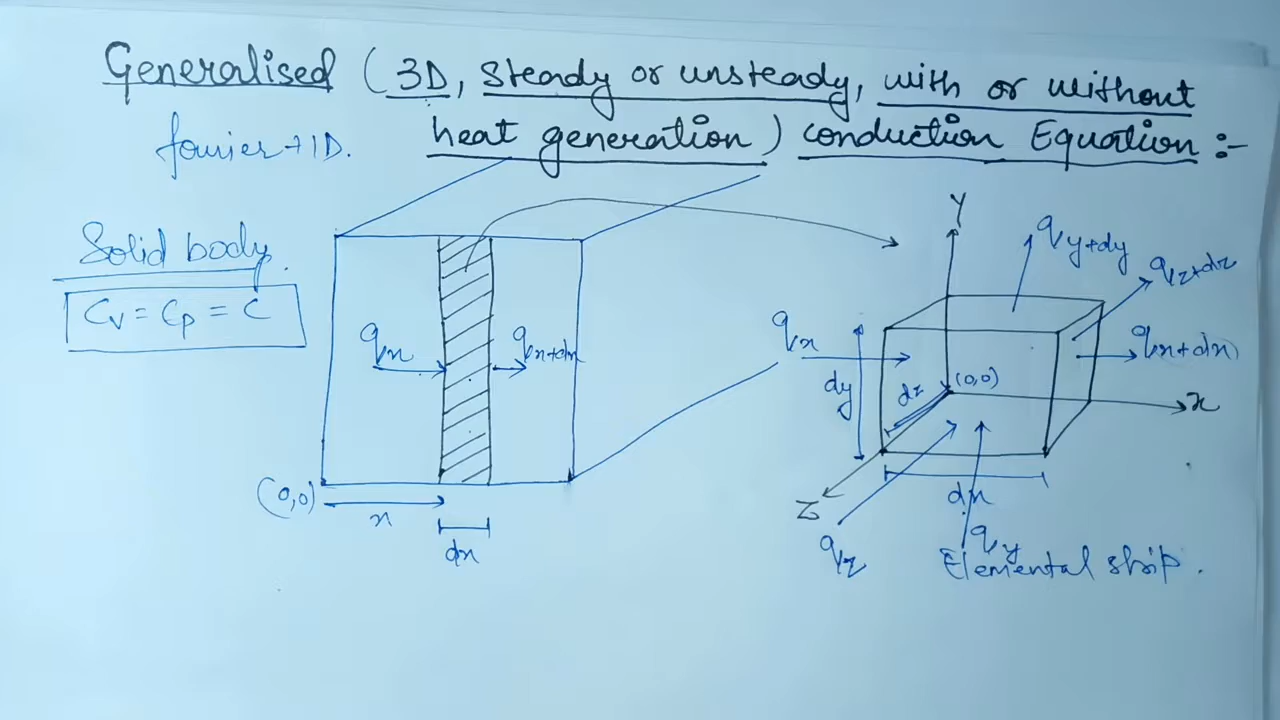 Generalised (3D, Steady or unsteady, with or without
heat generation) conduction Equation :-
fourier → 1D.
Solid body.
Cv = Cp = C
qx
qx+dx
(0,0)
x
dx
Y
qy+dy
qz+dz
qx
qx+dx
dy
dz
(0,0)
x
Z
dx
qz
qy
Elemental strip.